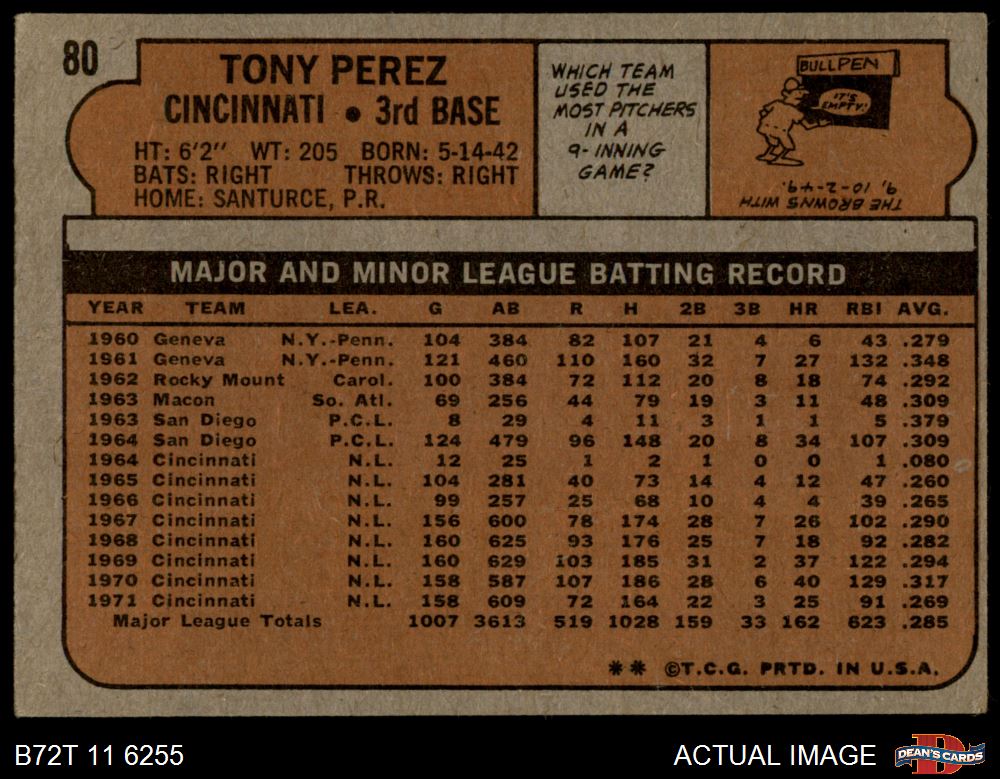 80
TONY PEREZ
CINCINNATI • 3rd BASE
HT: 6'2" WT: 205 BORN: 5-14-42
BATS: RIGHT THROWS: RIGHT
HOME: SANTURCE, P.R.
WHICH TEAM
USED THE
MOST PITCHERS
IN A
9-INNING
GAME?
BULLPEN
IT'S
EMPTY!
THE BROWNS WITH
9, 10-2-49.
MAJOR AND MINOR LEAGUE BATTING RECORD
YEAR TEAM LEA. G AB R H 2B 3B HR RBI AVG.
1960 Geneva N.Y.-Penn. 104 384 82 107 21 4 6 43 .279
1961 Geneva N.Y.-Penn. 121 460 110 160 32 7 27 132 .348
1962 Rocky Mount Carol. 100 384 72 112 20 8 18 74 .292
1963 Macon So. Atl. 69 256 44 79 19 3 11 48 .309
1963 San Diego P.C.L. 8 29 4 11 3 1 1 5 .379
1964 San Diego P.C.L. 124 479 96 148 20 8 34 107 .309
1964 Cincinnati N.L. 12 25 1 2 1 0 0 1 .080
1965 Cincinnati N.L. 104 281 40 73 14 4 12 47 .260
1966 Cincinnati N.L. 99 257 25 68 10 4 4 39 .265
1967 Cincinnati N.L. 156 600 78 174 28 7 26 102 .290
1968 Cincinnati N.L. 160 625 93 176 25 7 18 92 .282
1969 Cincinnati N.L. 160 629 103 185 31 2 37 122 .294
1970 Cincinnati N.L. 158 587 107 186 28 6 40 129 .317
1971 Cincinnati N.L. 158 609 72 164 22 3 25 91 .269
Major League Totals 1007 3613 519 1028 159 33 162 623 .285
** ©T.C.G. PRTD. IN U.S.A.
B72T 11 6255
ACTUAL IMAGE
DEAN'S CARDS